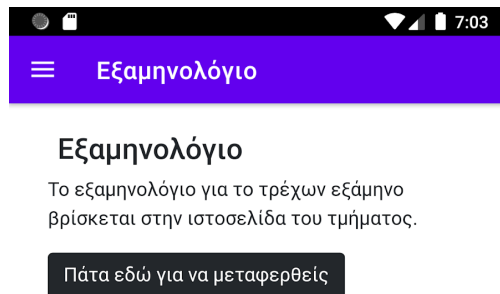 7:03
Εξαμηνολόγιο
Εξαμηνολόγιο
Το εξαμηνολόγιο για το τρέχων εξάμηνο
βρίσκεται στην ιστοσελίδα του τμήματος.
Πάτα εδώ για να μεταφερθείς